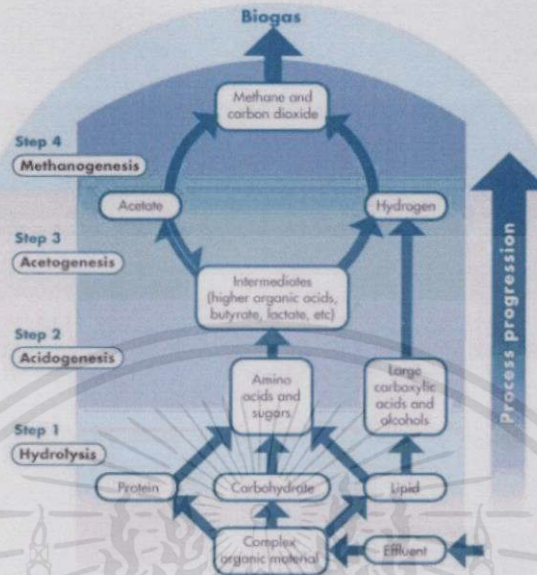 Biogas
Methane and
carbon dioxide
Step 4
Methanogenesis
Acetate
Hydrogen
Step 3
Acetogenesis
Intermediates
(higher organic acids,
butyrate, lactate, etc)
Step 2
Acidogenesis
Amino
acids and
sugars
Large
carboxylic
acids and
alcohols
Step 1
Hydrolysis
Protein
Carbohydrate
Lipid
Complex
organic material
Effluent
Process progression